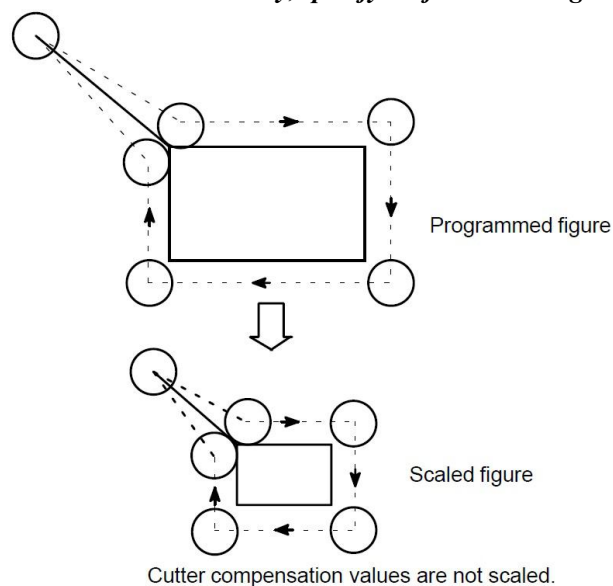 Programmed figure
Scaled figure
Cutter compensation values are not scaled.